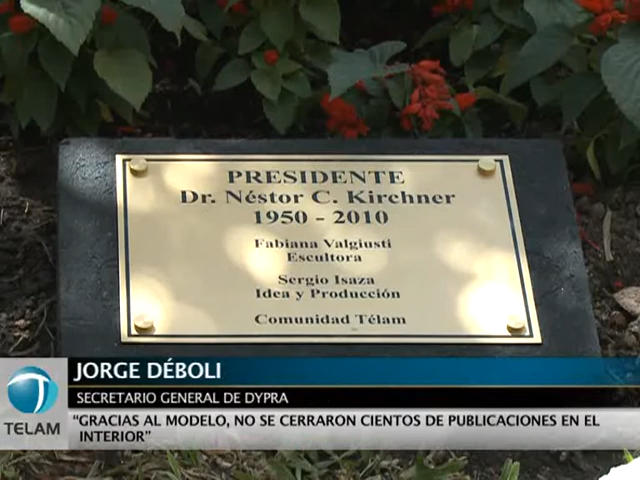 PRESIDENTE
Dr. Néstor C. Kirchner
1950 - 2010
Fabiana Valgiusti
Escultora
Sergio Isaza
Idea y Producción
Comunidad Télam
JORGE DÉBOLI
SECRETARIO GENERAL DE DYPRA
TELAM
“GRACIAS AL MODELO, NO SE CERRARON CIENTOS DE PUBLICACIONES EN EL
INTERIOR”